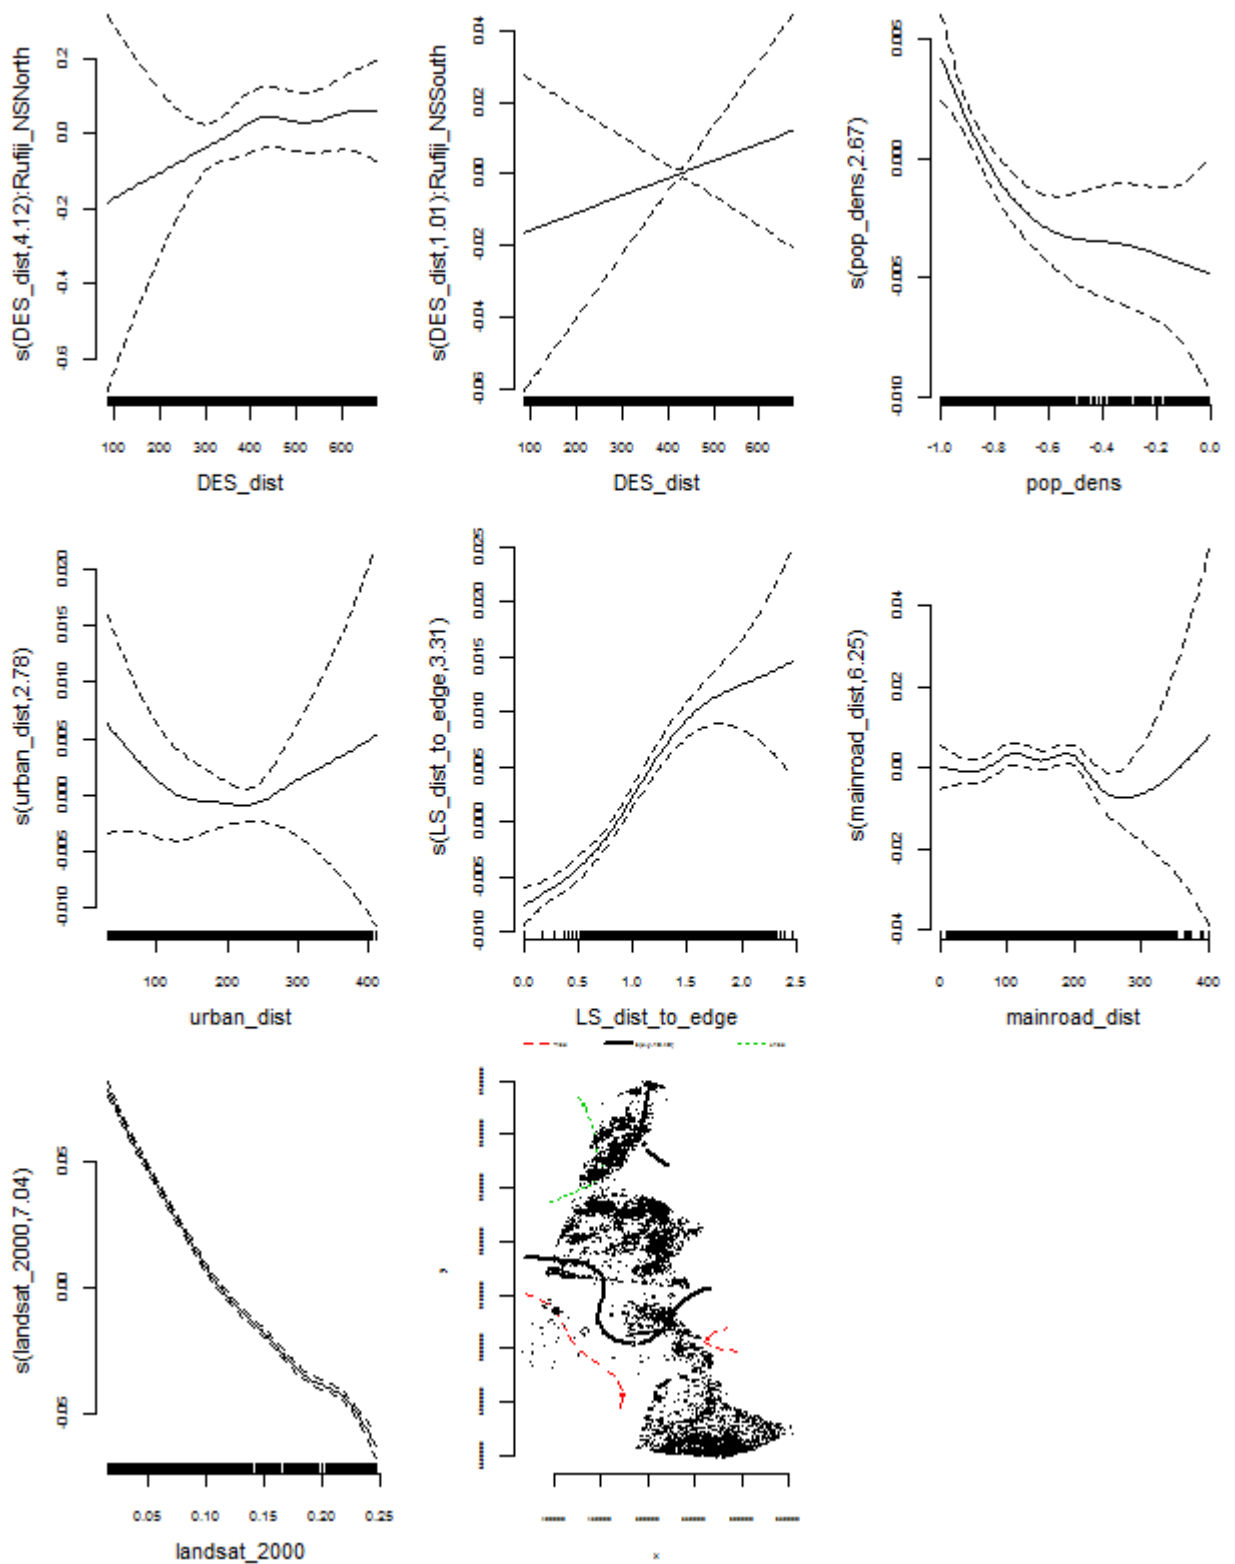 s(DES_dist,4.12):Rufiji_NSNorth
0.2
0.0
-0.2
-0.4
-0.6
100 200 300 400 500 600
DES_dist
s(DES_dist,1.01):Rufiji_NSSouth
0.04
0.02
0.00
-0.02
-0.04
-0.06
100 200 300 400 500 600
DES_dist
s(pop_dens,2.67)
0.005
0.000
-0.005
-0.010
-1.0 -0.8 -0.6 -0.4 -0.2 0.0
pop_dens
s(urban_dist,2.78)
0.020
0.015
0.010
0.005
0.000
-0.005
-0.010
100 200 300 400
urban_dist
s(LS_dist_to_edge,3.31)
0.025
0.020
0.015
0.010
0.005
0.000
-0.005
-0.010
0.0 0.5 1.0 1.5 2.0 2.5
LS_dist_to_edge
s(mainroad_dist,6.25)
0.04
0.02
0.00
-0.02
-0.04
0 100 200 300 400
mainroad_dist
s(landsat_2000,7.04)
0.05
0.00
-0.05
0.05 0.10 0.15 0.20 0.25
landsat_2000
y
x